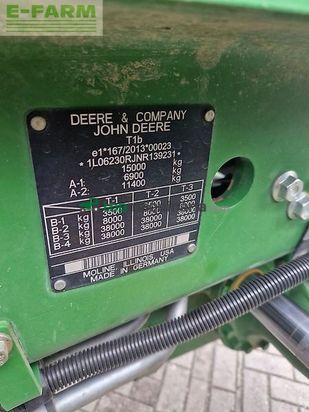 E-FARM
DEERE & COMPANY
JOHN DEERE
T1b
e1*167/2013*00023
*1L06230RJNR139231*
15000 kg
A-1: 6900 kg
A-2: 11400 kg
T-1 T-2 T-3
B-1 kg 3500 3500 3500
B-2 kg 8000 8000 8000
B-3 kg 38000 38000 38000
B-4 kg 38000 38000 38000
MOLINE, ILLINOIS, USA
MADE IN GERMANY